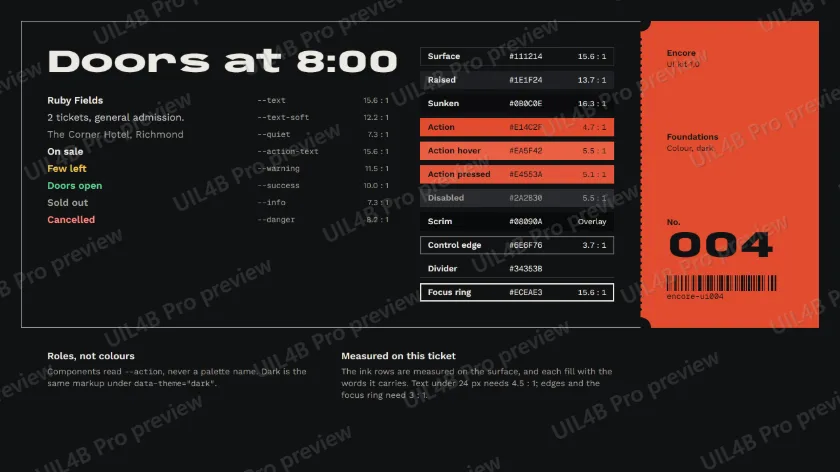 Doors at 8:00
Ruby Fields --text 15.6 : 1
2 tickets, general admission. --text-soft 12.2 : 1
The Corner Hotel, Richmond --quiet 7.3 : 1
On sale --action-text 15.6 : 1
Few left --warning 11.5 : 1
Doors open --success 10.0 : 1
Sold out --info 7.3 : 1
Cancelled --danger 8.2 : 1
Surface #111214 15.6 : 1
Raised #1E1F24 13.7 : 1
Sunken #0B0C0E 16.3 : 1
Action #E14C2F 4.7 : 1
Action hover #EA5F42 5.5 : 1
Action pressed #E4553A 5.1 : 1
Disabled #2A2B30 5.5 : 1
Scrim #08090A Overlay
Control edge #6E6F76 3.7 : 1
Divider #34353B
Focus ring #ECEAE3 15.6 : 1
Encore
UI kit 4.0
Foundations
Colour, dark
No.
004
encore-ui004
Roles, not colours
Components read --action, never a palette name. Dark is the
same markup under data-theme="dark".
Measured on this ticket
The ink rows are measured on the surface, and each fill with the
words it carries. Text under 24 px needs 4.5 : 1; edges and the
focus ring need 3 : 1.
UIL4B Pro preview